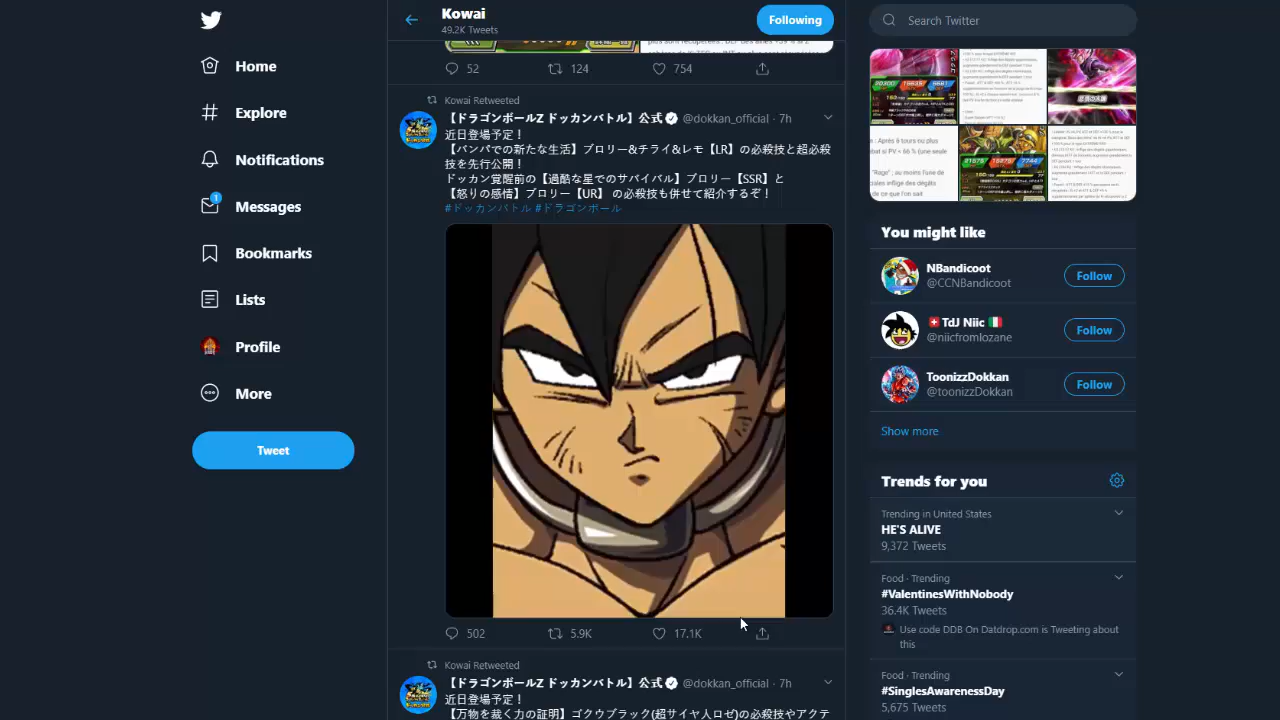 Kowai
49.2K Tweets
Following
Search Twitter
Home
Explore
Notifications
1
Messages
Bookmarks
Lists
Profile
More
Tweet
754
Kowai Retweeted
【ドラゴンボールZ ドッカンバトル】公式 @dokkan_official · 7h
近日登場予定！
ブロリー&チライ&レモ【LR】の必殺技と超必殺
技を先行公開！
ドッカン覚醒前の【過酷な星でのサバイバル】ブロリー【SSR】と
【怒りの感情】ブロリー【UR】の必殺技も併せて紹介するぞ！
#ドッカンバトル #ドラゴンボール
502
5.9K
17.1K
Kowai Retweeted
【ドラゴンボールZ ドッカンバトル】公式 @dokkan_official · 7h
近日登場予定！
【万物を裁く力の証明】ゴクウブラック(超サイヤ人ロゼ)の必殺技やアクテ
You might like
NBandicoot
@CCNBandicoot
Follow
TdJ Niic
@niicfromlozane
Follow
ToonizzDokkan
@toonizzDokkan
Follow
Show more
Trends for you
Trending in United States
HE'S ALIVE
9,372 Tweets
Food · Trending
#ValentinesWithNobody
36.4K Tweets
Use code DDB On Datdrop.com is Tweeting about
this
Food · Trending
#SinglesAwarenessDay
5,675 Tweets